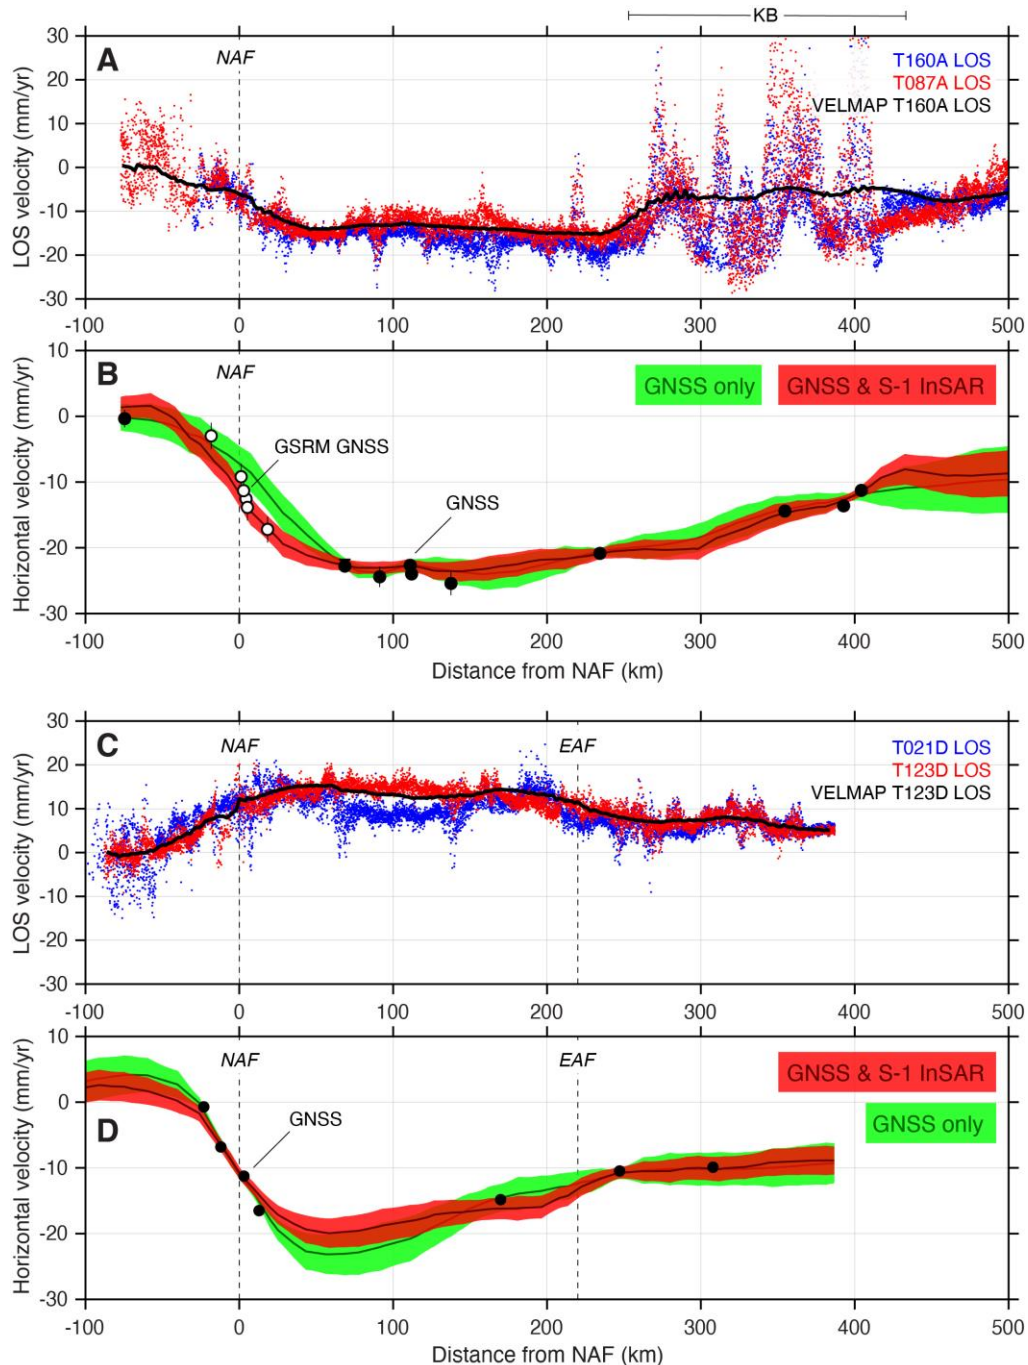 KB
A
NAF
T160A LOS
T087A LOS
VELMAP T160A LOS
LOS velocity (mm/yr)
30
20
10
0
-10
-20
-30
-100 0 100 200 300 400 500
B
NAF
GNSS only
GNSS & S-1 InSAR
GSRM GNSS
GNSS
Horizontal velocity (mm/yr)
10
0
-10
-20
-30
-100 0 100 200 300 400 500
Distance from NAF (km)
C
NAF
EAF
T021D LOS
T123D LOS
VELMAP T123D LOS
LOS velocity (mm/yr)
30
20
10
0
-10
-20
-30
-100 0 100 200 300 400 500
NAF
EAF
GNSS & S-1 InSAR
GNSS only
D
GNSS
Horizontal velocity (mm/yr)
10
0
-10
-20
-30
-100 0 100 200 300 400 500
Distance from NAF (km)